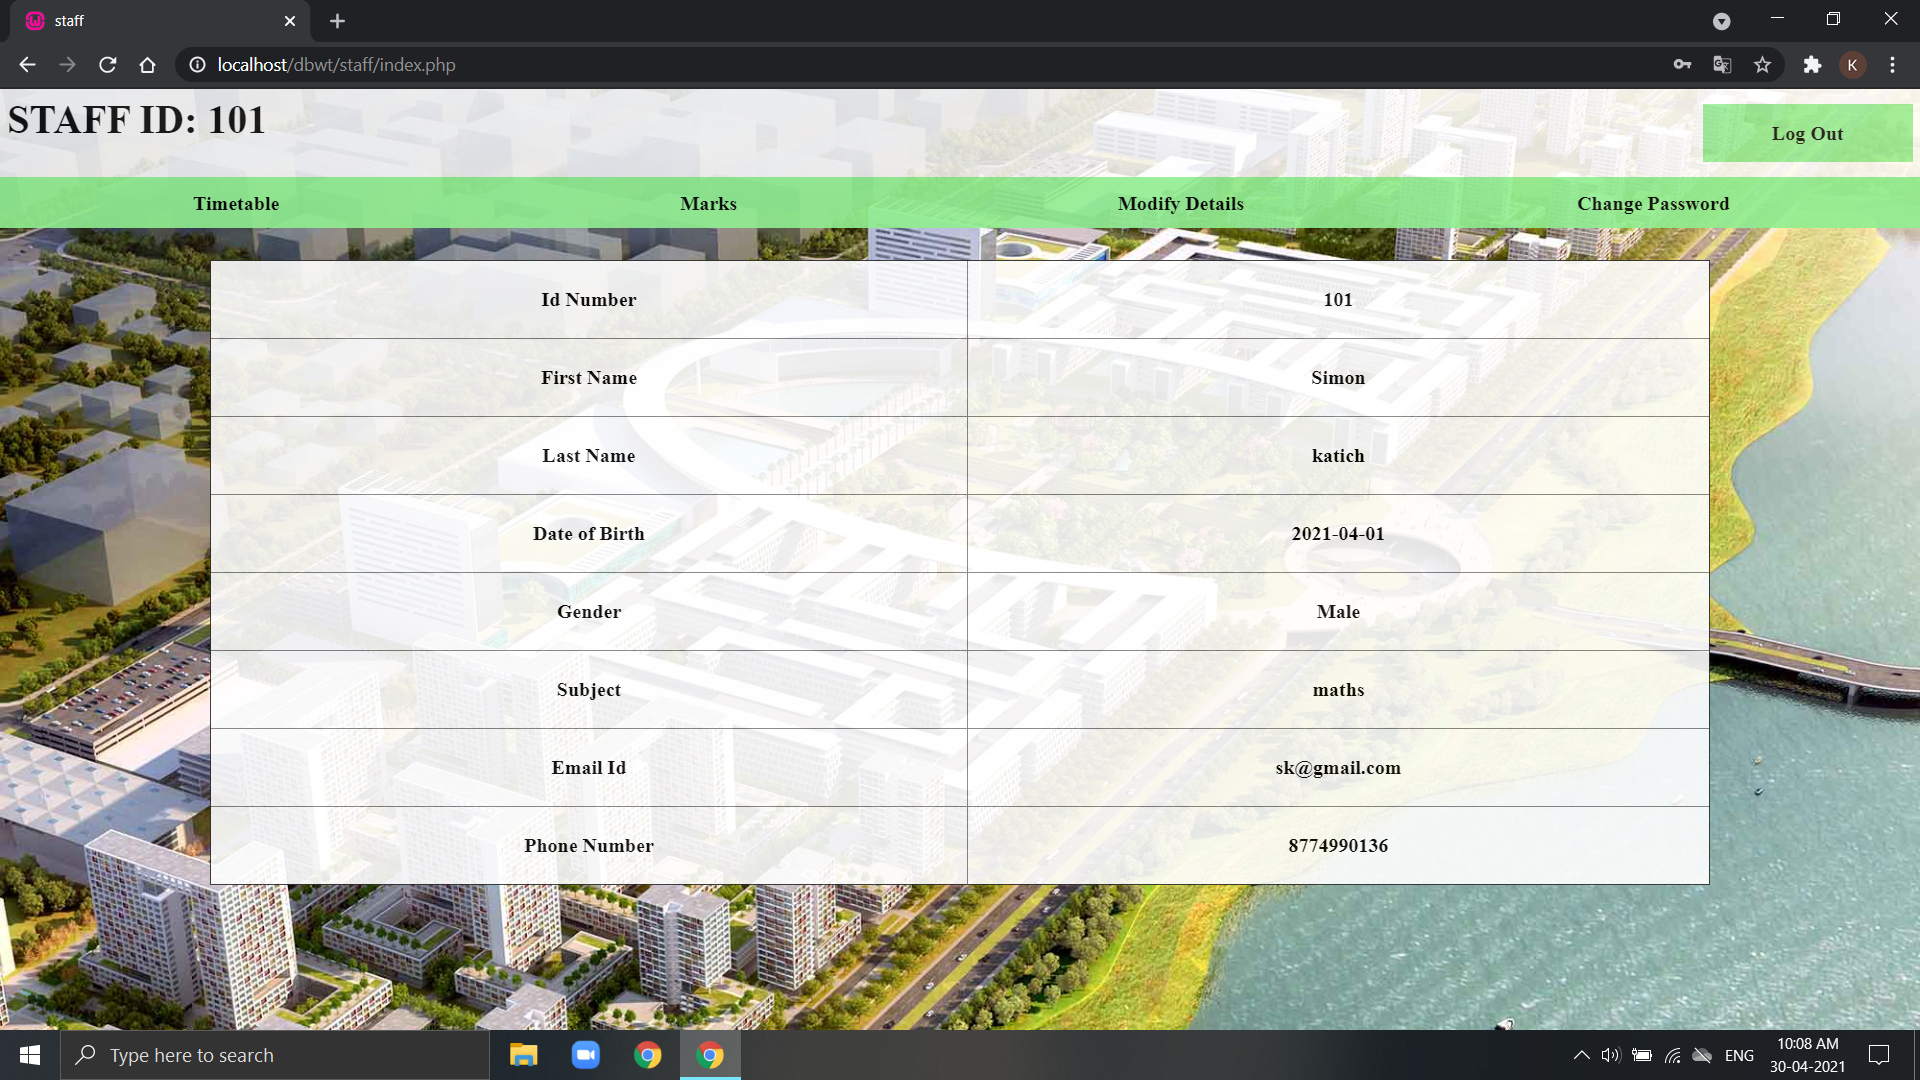 staff
localhost/dbwt/staff/index.php
K
STAFF ID: 101
Log Out
Timetable Marks Modify Details Change Password
Id Number 101
First Name Simon
Last Name katich
Date of Birth 2021-04-01
Gender Male
Subject maths
Email Id sk@gmail.com
Phone Number 8774990136
Type here to search
ENG
10:08 AM
30-04-2021